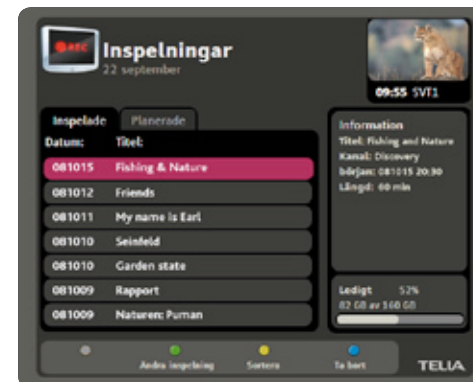 REC
Inspelningar
22 september
09:55 SVT1
Inspelade Planerade
Datum: Titel:
081015 Fishing & Nature
081012 Friends
081011 My name is Earl
081010 Seinfeld
081010 Garden state
081009 Rapport
081009 Naturen: Puman
Information
Titel: Fishing and Nature
Kanal: Discovery
början: 081015 20:30
Längd: 60 min
Ledigt 52%
82 GB av 160 GB
Ändra inspelning Sortera Ta bort TELIA